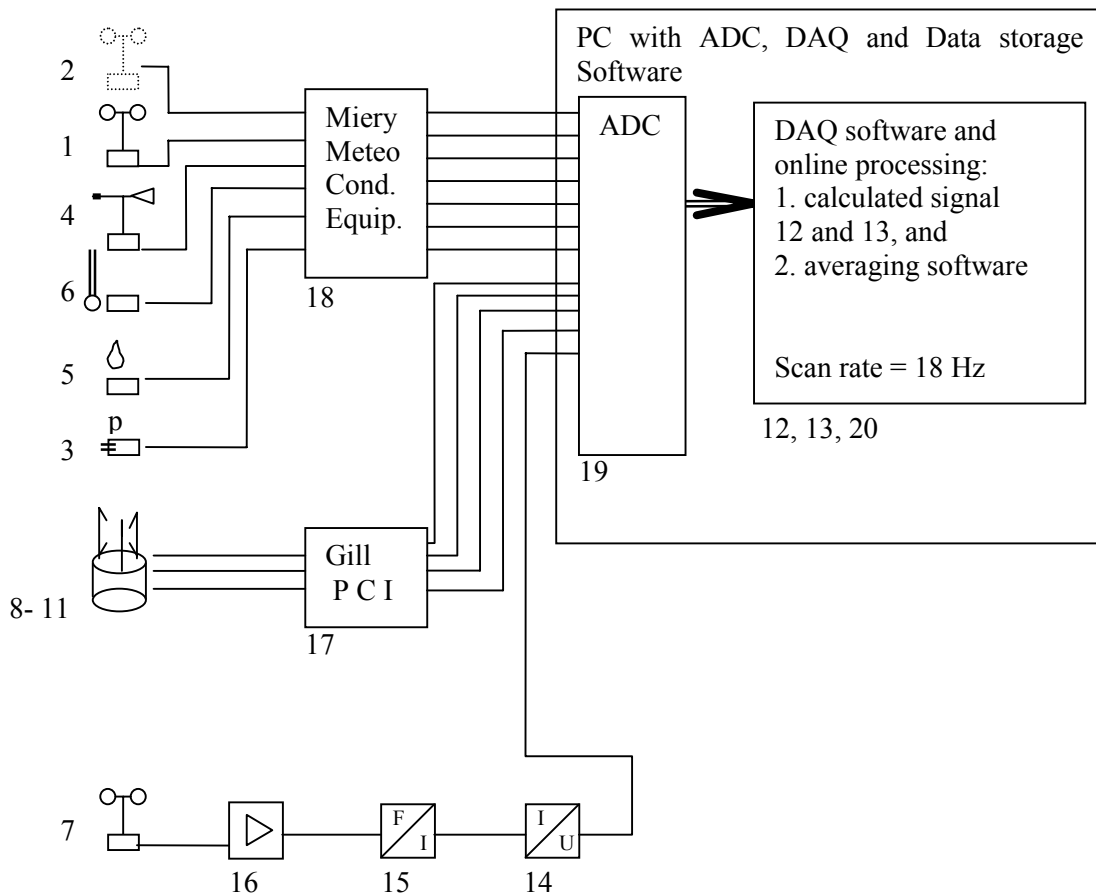 PC with ADC, DAQ and Data storage
Software
2
1
4
6
5
p
3
Miery
Meteo
Cond.
Equip.
18
ADC
19
DAQ software and
online processing:
1. calculated signal
12 and 13, and
2. averaging software
Scan rate = 18 Hz
12, 13, 20
8- 11
Gill
P C I
17
7
16
F
I
15
I
U
14